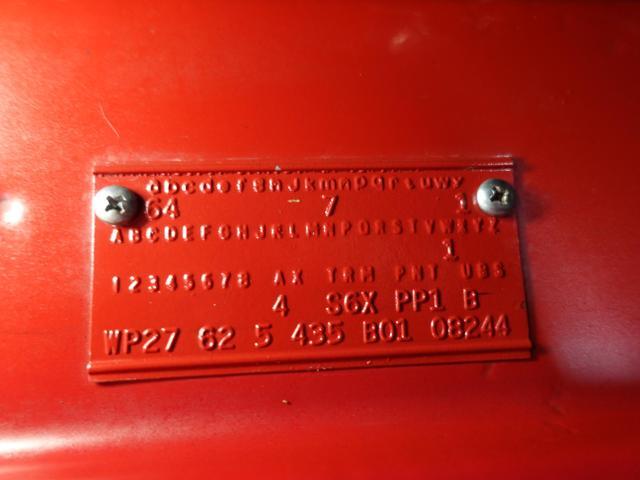 abcdefghjkmnpqrsuwy
64 7 1
ABCDEFGHJKLMNPQRSTVWXYZ
1
12345678 AX TRM PNT UBS
4 S6X PP1 B
WP27 62 5 435 B01 08244